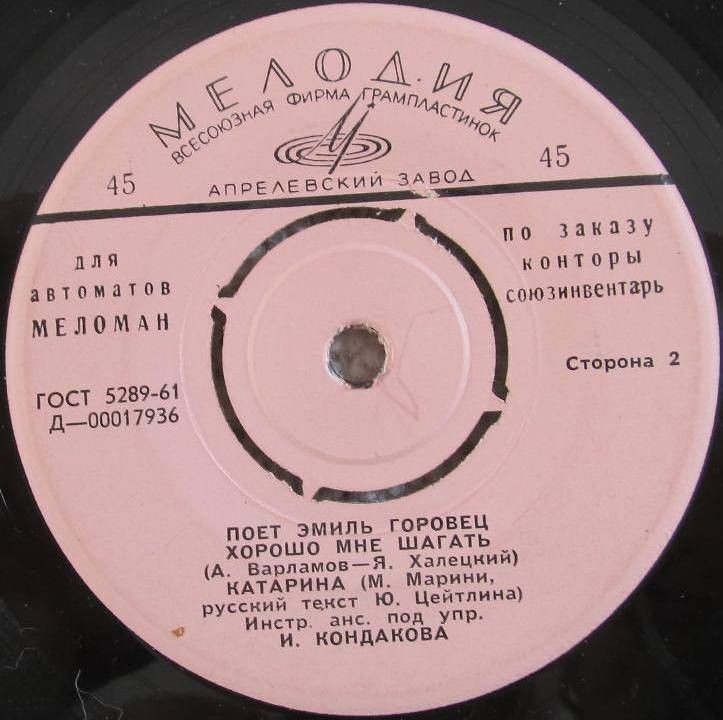 МЕЛОДИЯ
ВСЕСОЮЗНАЯ ФИРМА ГРАМПЛАСТИНОК
АПРЕЛЕВСКИЙ ЗАВОД
45
45
для
автоматов
МЕЛОМАН
по заказу
конторы
союзинвентарь
Сторона 2
ГОСТ 5289-61
Д—00017936
ПОЕТ ЭМИЛЬ ГОРОВЕЦ
ХОРОШО МНЕ ШАГАТЬ
(А. Варламов—Я. Халецкий)
КАТАРИНА (М. Марини,
русский текст Ю. Цейтлина)
Инстр. анс. под упр.
И. КОНДАКОВА